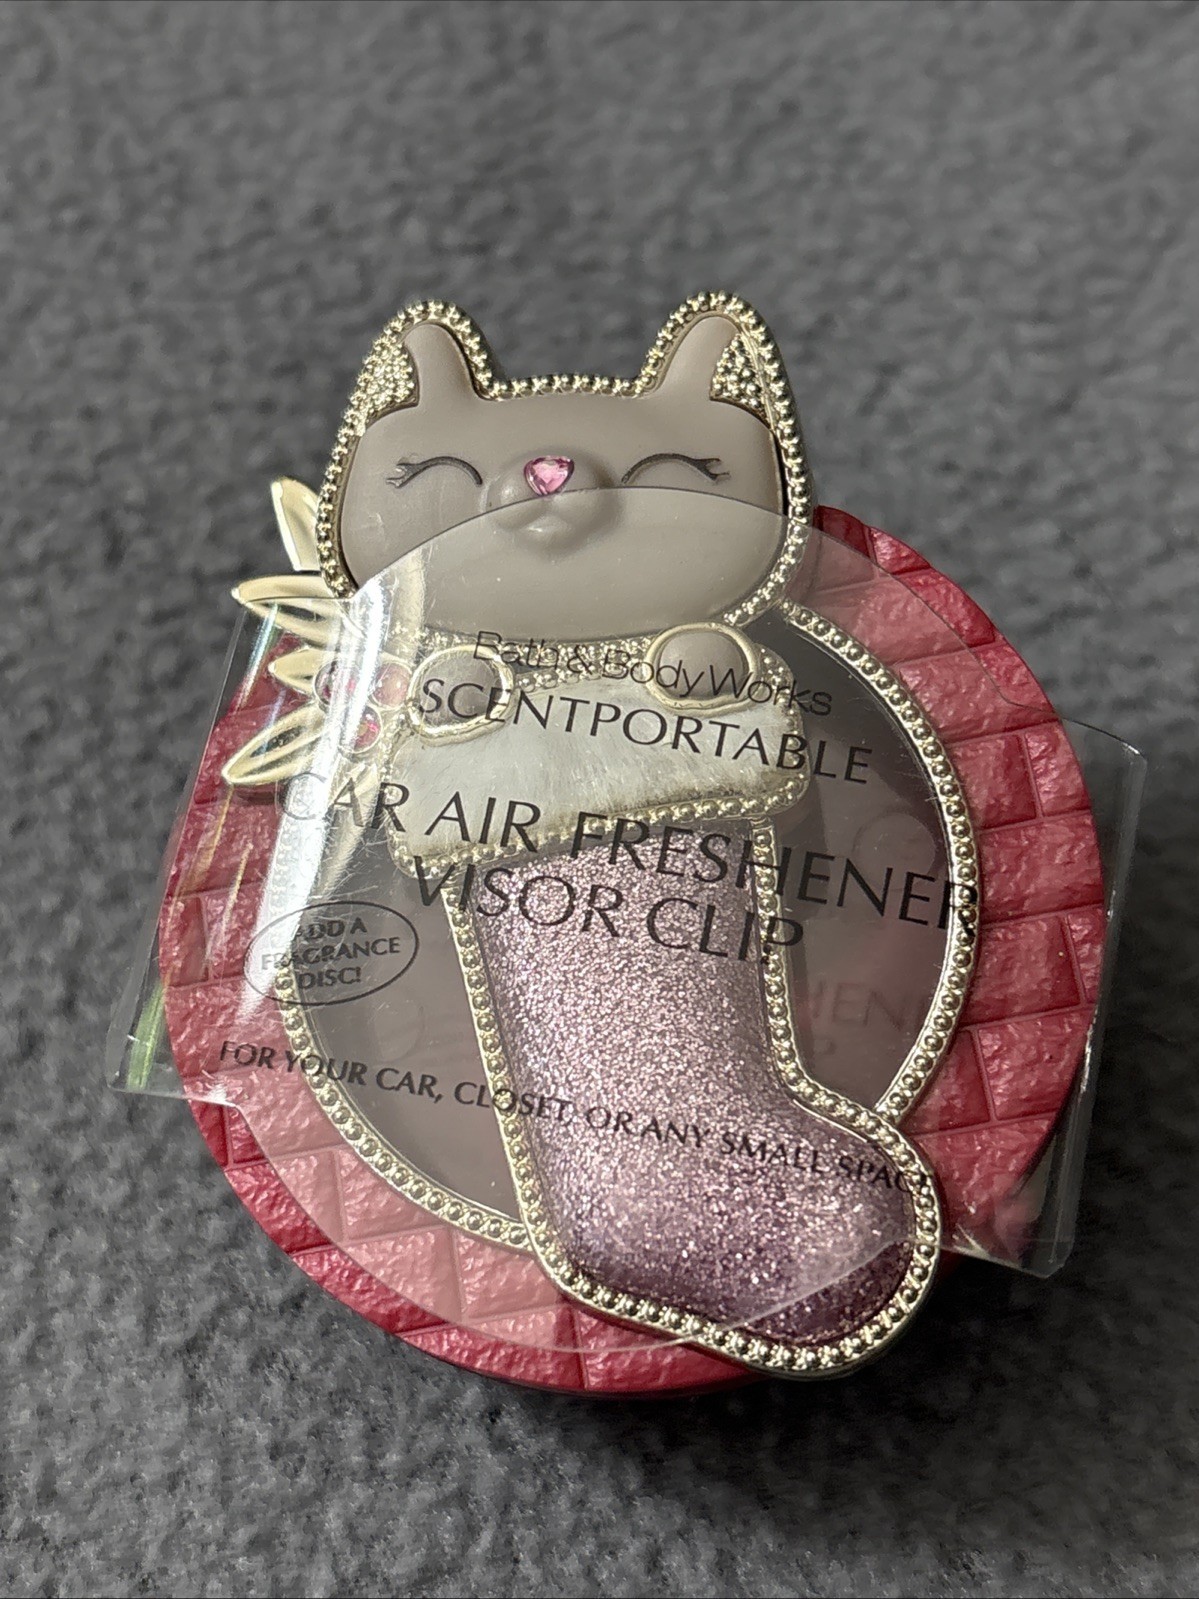 Bath & Body Works
SCENTPORTABLE
CAR AIR FRESHENER
VISOR CLIP
ADD A
FRAGRANCE
DISC!
FOR YOUR CAR, CLOSET, OR ANY SMALL SPACE